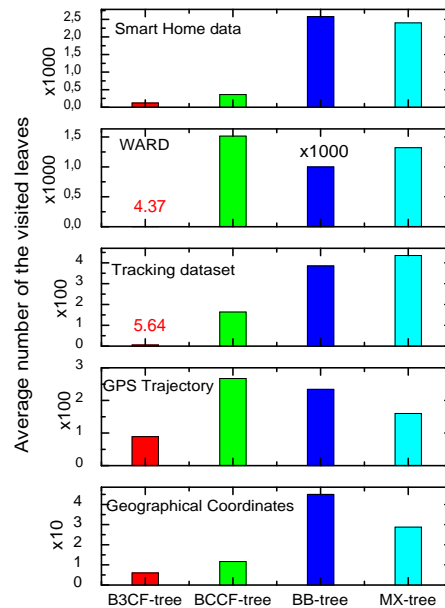 Average number of the visited leaves
Smart Home data
x1000
2,5
2,0
1,5
1,0
0,5
0,0
WARD
x1000
x1000
1,5
1,0
0,5
0,0
4.37
Tracking dataset
x100
4
3
2
1
0
5.64
GPS Trajectory
x100
3
2
1
0
Geographical Coordinates
x10
4
3
2
1
0
B3CF-tree BCCF-tree BB-tree MX-tree